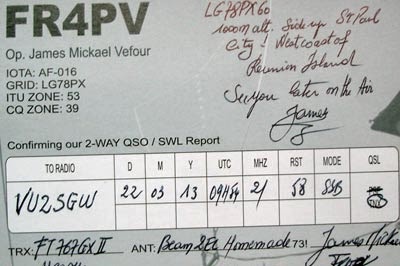 FR4PV
Op. James Mickael Vefour
IOTA: AF-016
GRID: LG78PX
ITU ZONE: 53
CQ ZONE: 39
LG78PX60
1000m alt. Side up St Paul
City - West coast of
Reunion Island
See you later on the Air
James
Confirming our 2-WAY QSO / SWL Report
TO RADIO D M Y UTC MHZ RST MODE QSL
VU2SGW 22 03 13 21 58 SSB
TRX: FT767GX II ANT: Beam 2El Homemade 73! James Mickael